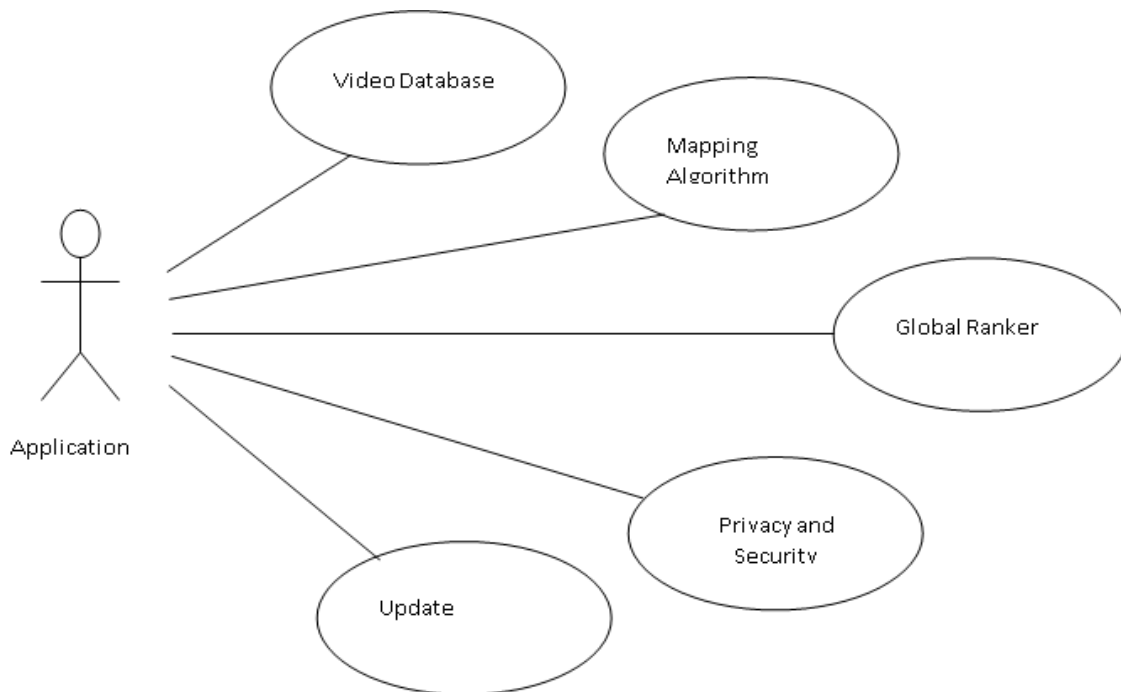 Video Database
Mapping
Algorithm
Global Ranker
Application
Privacy and
Security
Update